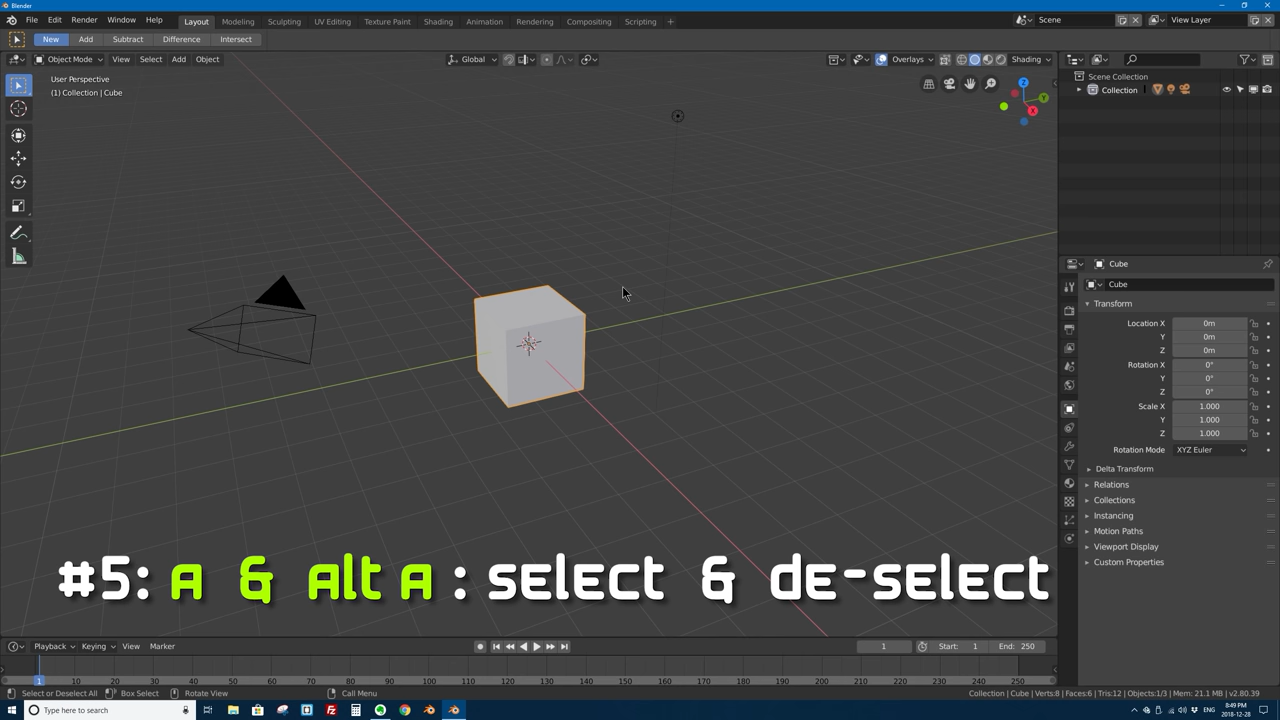 Blender
File Edit Render Window Help
Layout Modeling Sculpting UV Editing Texture Paint Shading Animation Rendering Compositing Scripting +
Scene View Layer
New Add Subtract Difference Intersect
Object Mode View Select Add Object Global Overlays Shading
User Perspective
(1) Collection | Cube
Z
Y
X
Scene Collection
Collection
Cube
Cube
Transform
Location X 0m
Y 0m
Z 0m
Rotation X 0°
Y 0°
Z 0°
Scale X 1.000
Y 1.000
Z 1.000
Rotation Mode XYZ Euler
Delta Transform
Relations
Collections
Instancing
Motion Paths
Viewport Display
Custom Properties
#5: A & Alt A : select & de-select
Playback Keying View Marker 1 Start: 1 End: 250
1 10 20 30 40 50 60 70 80 90 100 110 120 130 140 150 160 170 180 190 200 210 220 230 240 250
Select or Deselect All Box Select Rotate View Call Menu Collection | Cube | Verts:8 | Faces:6 | Tris:12 | Objects:1/3 | Mem: 21.1 MB | v2.80.39
Type here to search ENG 8:49 PM
2018-12-28